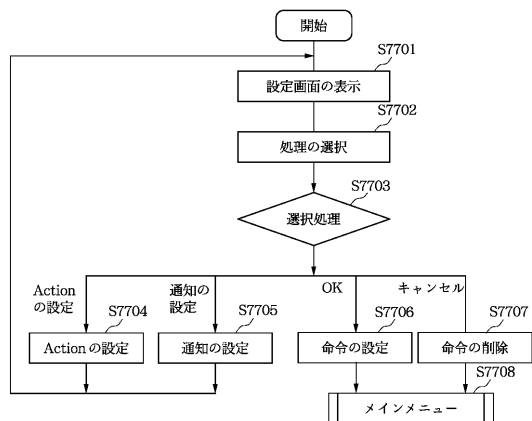 開始
S7701
設定画面の表示
S7702
処理の選択
S7703
選択処理
Action
の設定
通知の
設定
OK
キャンセル
S7704
S7705
S7706
S7707
Actionの設定
通知の設定
命令の設定
命令の削除
S7708
メインメニュー